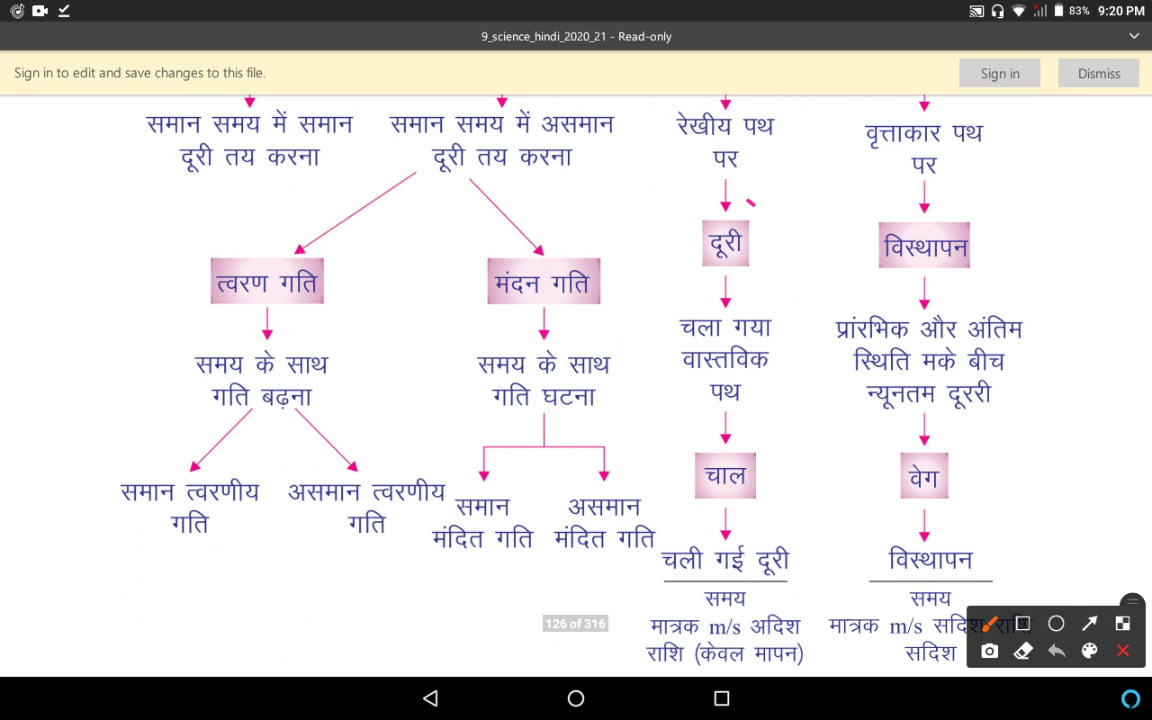 83% 9:20 PM
9_science_hindi_2020_21 - Read-only
Sign in to edit and save changes to this file.
Sign in
Dismiss
समान समय में समान
दूरी तय करना
समान समय में असमान
दूरी तय करना
रेखीय पथ
पर
वृत्ताकार पथ
पर
त्वरण गति
मंदन गति
दूरी
विस्थापन
समय के साथ
गति बढ़ना
समय के साथ
गति घटना
चला गया
वास्तविक
पथ
प्रांरभिक और अंतिम
स्थिति मके बीच
न्यूनतम दूररी
समान त्वरणीय
गति
असमान त्वरणीय
गति
समान
मंदित गति
असमान
मंदित गति
चाल
वेग
चली गई दूरी
समय
मात्रक m/s अदिश
राशि (केवल मापन)
विस्थापन
समय
मात्रक m/s सदिश राशि
सदिश
126 of 316